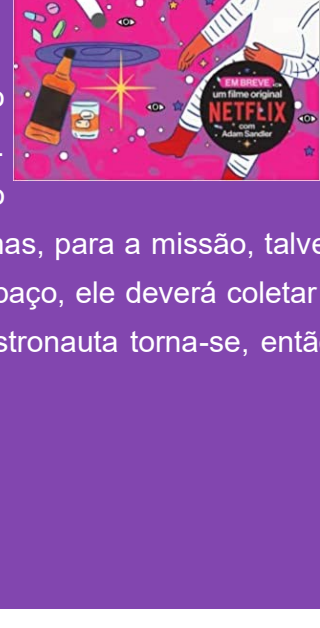 EM BREVE
um filme original
NETFLIX
com
Adam Sandler
o
.
o
nas, para a missão, talve
paço, ele deverá coletar
stronauta torna-se, entã